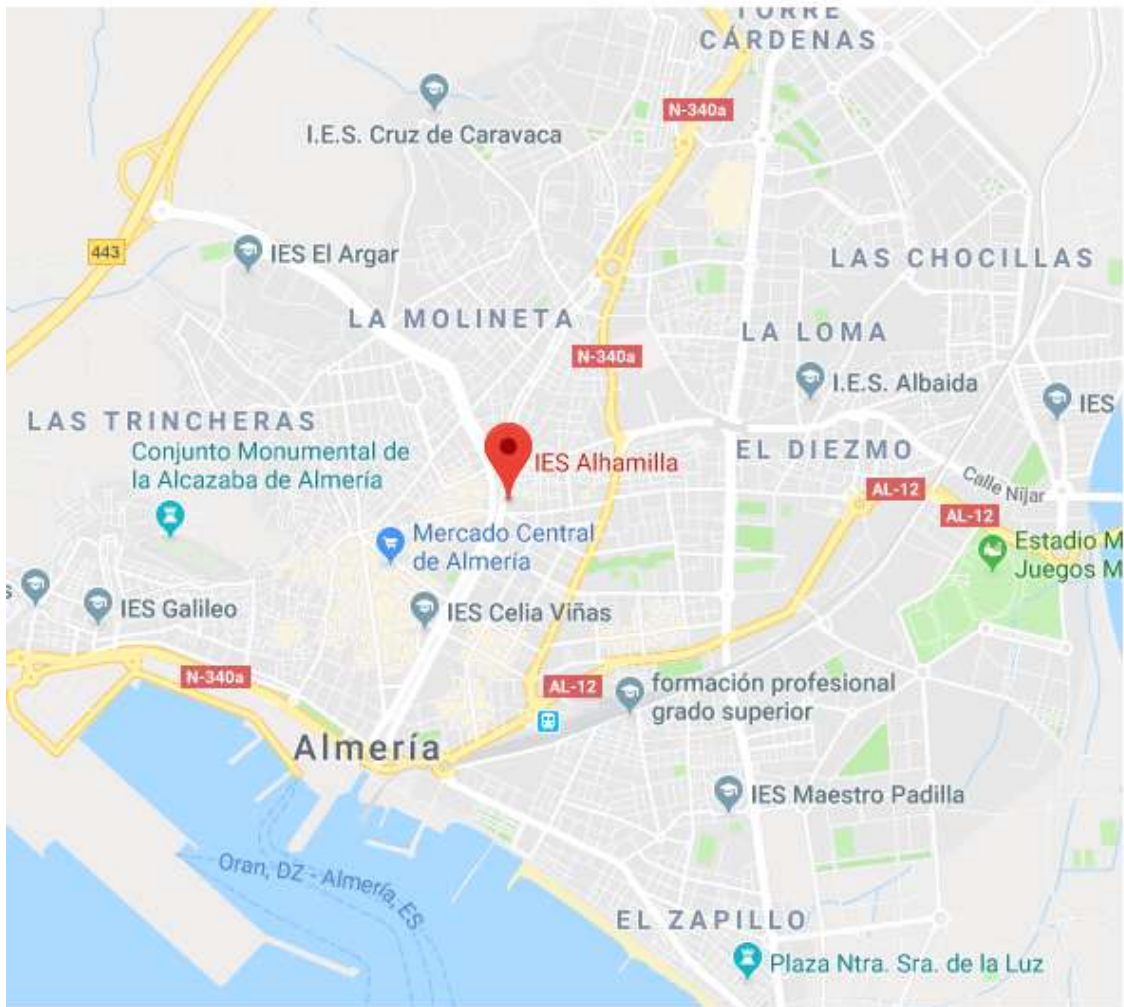 TORRE
CÁRDENAS
N-340a
I.E.S. Cruz de Caravaca
443
IES El Argar
LAS CHOCILLAS
LA MOLINETA
LA LOMA
N-340a
I.E.S. Albaida
IES
LAS TRINCHERAS
Conjunto Monumental de
la Alcazaba de Almería
IES Alhamilla
EL DIEZMO
Calle Níjar
AL-12
AL-12
Mercado Central
de Almería
Estadio M
Juegos M
s
IES Galileo
IES Celia Viñas
N-340a
AL-12
formación profesional
grado superior
Almería
IES Maestro Padilla
Oran, DZ - Almería, ES
EL ZAPILLO
Plaza Ntra. Sra. de la Luz